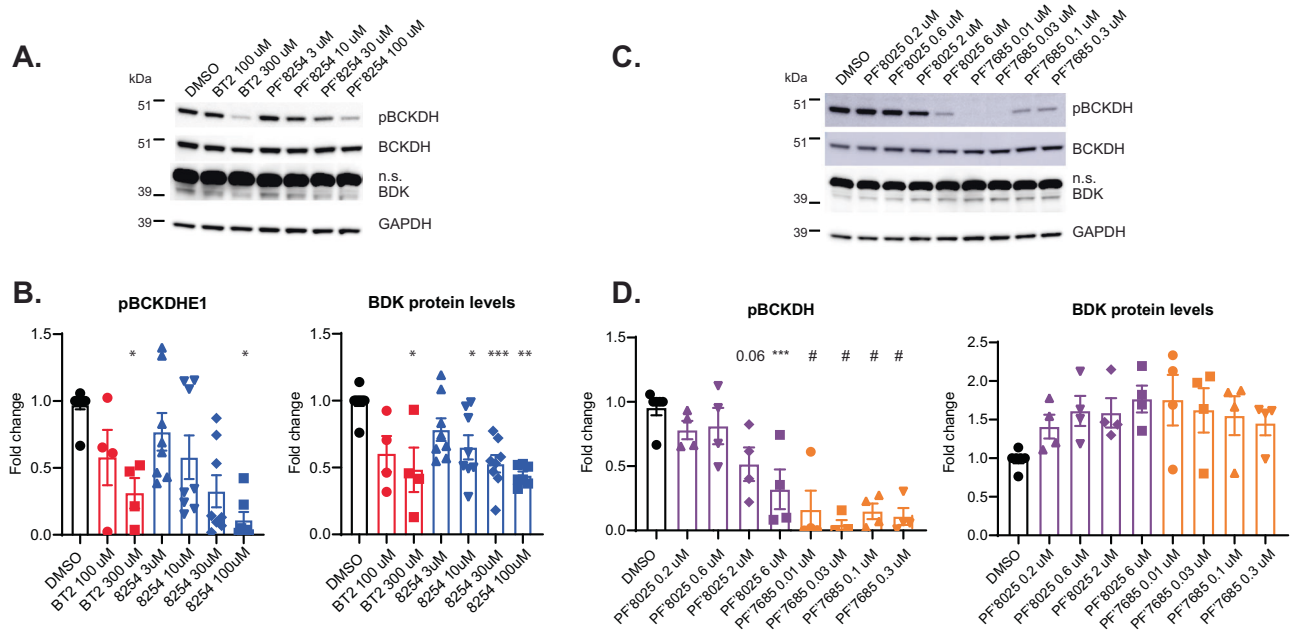 A.
kDa
DMSO
BT2 100 uM
BT2 300 uM
PF'8254 3 uM
PF'8254 10 uM
PF'8254 30 uM
PF'8254 100 uM
51
pBCKDH
51
BCKDH
n.s.
39
BDK
39
GAPDH
C.
kDa
DMSO
PF'8025 0.2 uM
PF'8025 0.6 uM
PF'8025 2 uM
PF'8025 6 uM
PF'7685 0.01 uM
PF'7685 0.03 uM
PF'7685 0.1 uM
PF'7685 0.3 uM
51
pBCKDH
51
BCKDH
n.s.
BDK
39
39
GAPDH
B.
pBCKDHE1
Fold change
1.5
1.0
0.5
0.0
* *
DMSO
BT2 100 uM
BT2 300 uM
8254 3uM
8254 10uM
8254 30uM
8254 100uM
BDK protein levels
Fold change
1.5
1.0
0.5
0.0
* * *** **
DMSO
BT2 100 uM
BT2 300 uM
8254 3uM
8254 10uM
8254 30uM
8254 100uM
D.
pBCKDH
Fold change
1.5
1.0
0.5
0.0
0.06 *** # # # #
DMSO
PF'8025 0.2 uM
PF'8025 0.6 uM
PF'8025 2 uM
PF'8025 6 uM
PF'7685 0.01 uM
PF'7685 0.03 uM
PF'7685 0.1 uM
PF'7685 0.3 uM
BDK protein levels
Fold change
2.5
2.0
1.5
1.0
0.5
0.0
DMSO
PF'8025 0.2 uM
PF'8025 0.6 uM
PF'8025 2 uM
PF'8025 6 uM
PF'7685 0.01 uM
PF'7685 0.03 uM
PF'7685 0.1 uM
PF'7685 0.3 uM